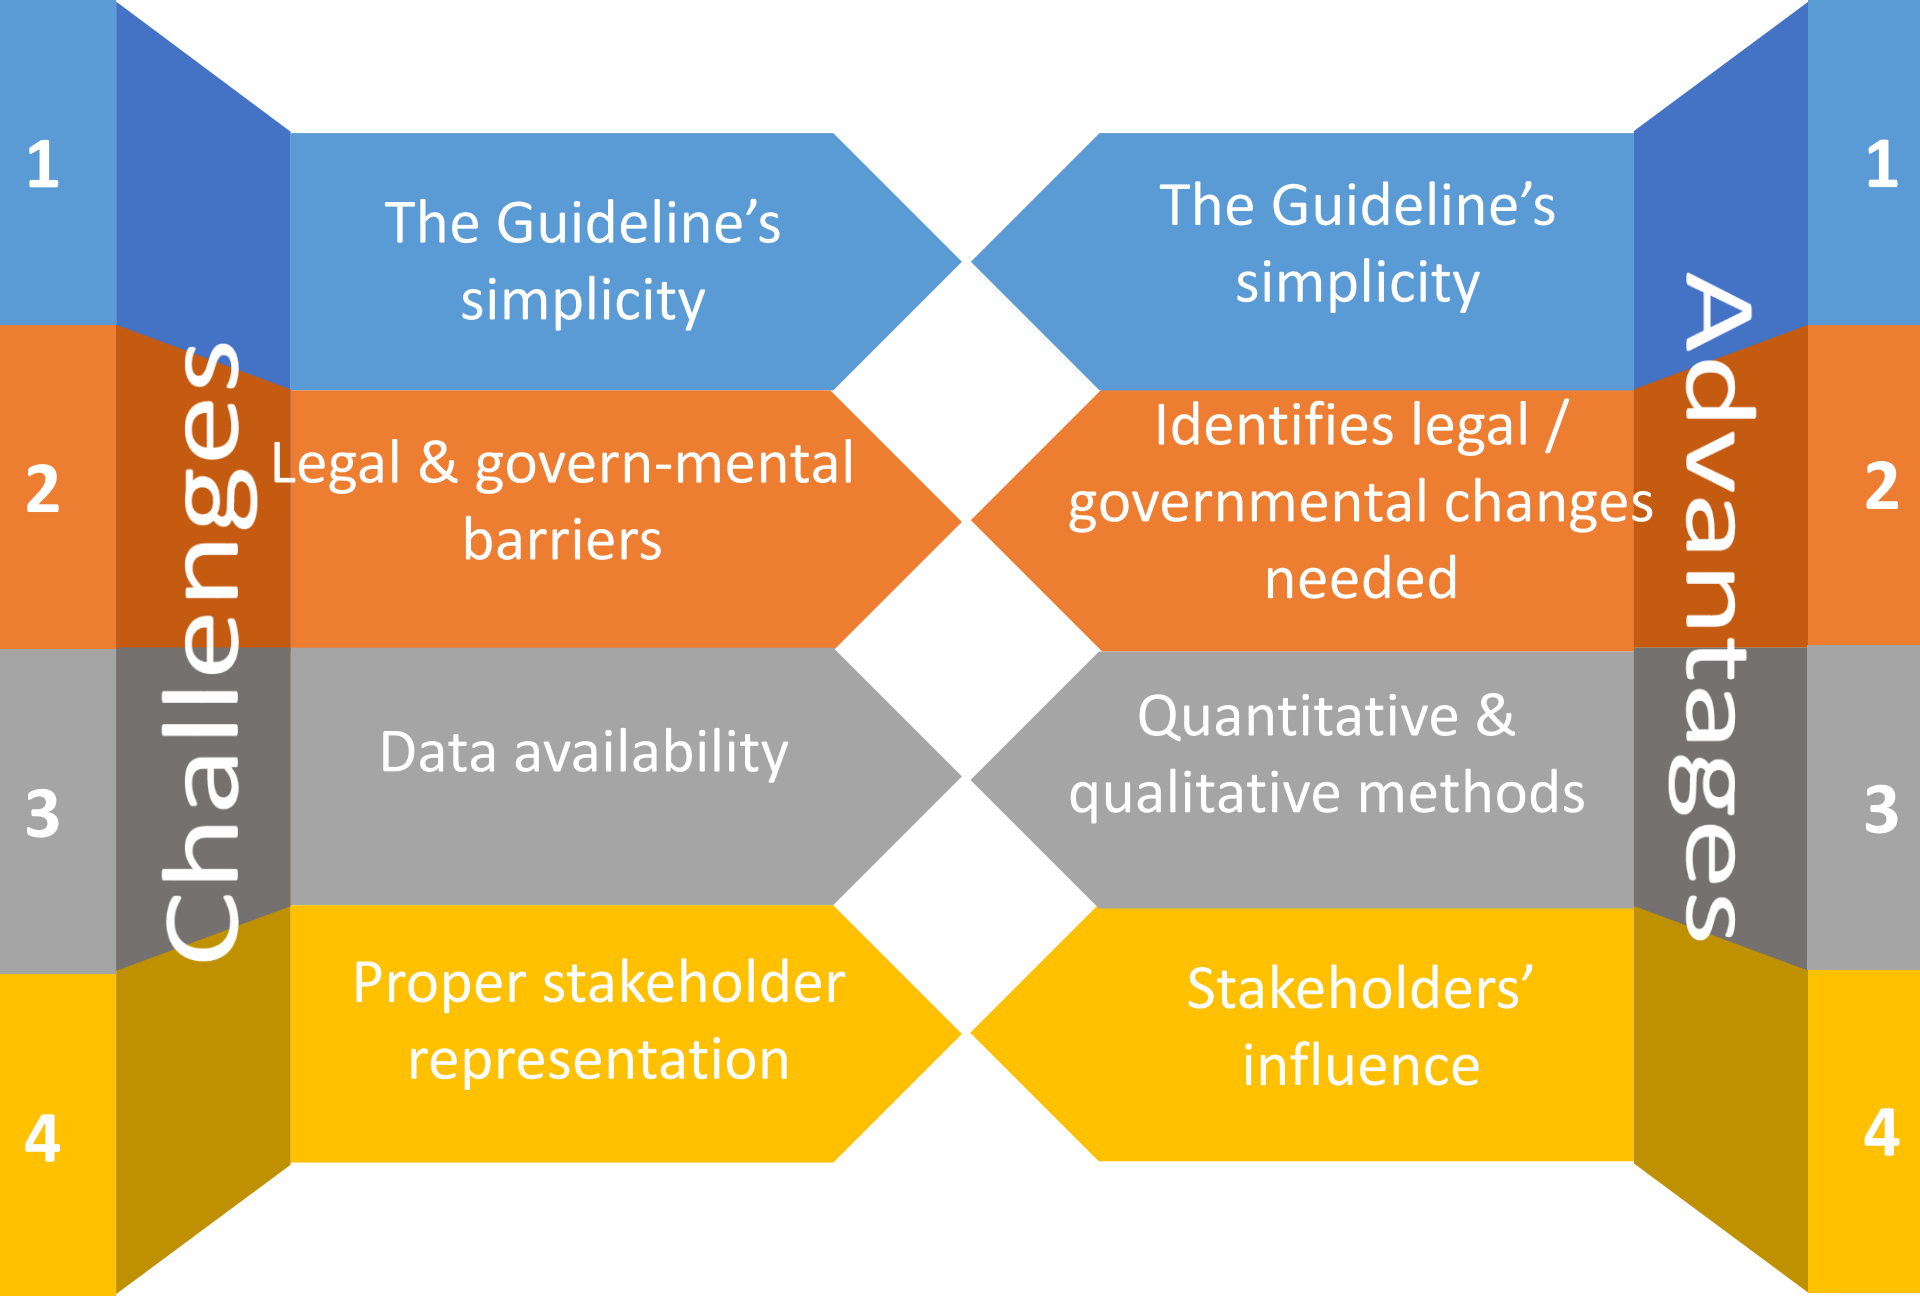 Challenges
1
The Guideline's
simplicity
2
Legal & govern-mental
barriers
3
Data availability
4
Proper stakeholder
representation
Advantages
1
The Guideline’s
simplicity
2
Identifies legal /
governmental changes
needed
3
Quantitative &
qualitative methods
4
Stakeholders’
influence